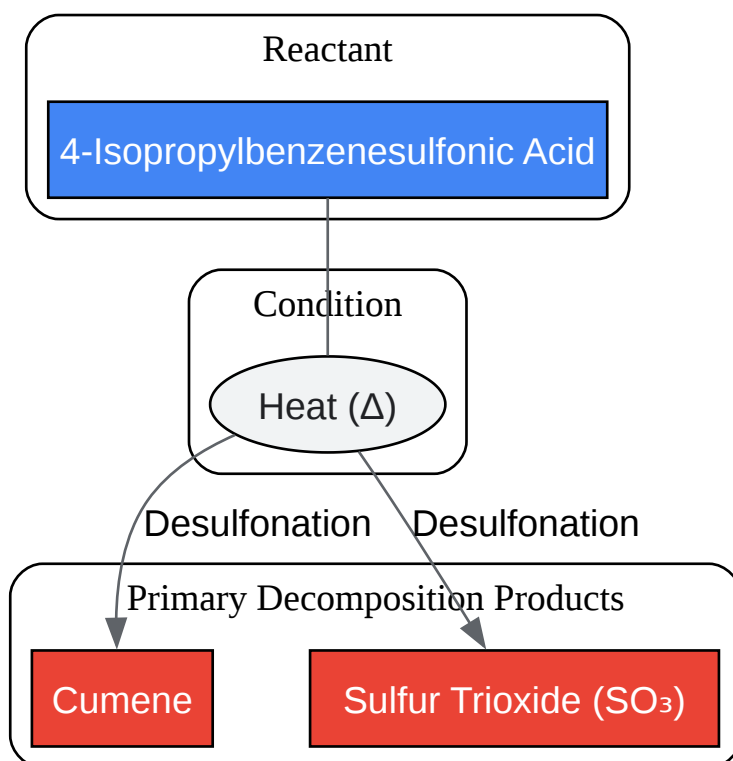 Reactant
4-Isopropylbenzenesulfonic Acid
Condition
Heat (Δ)
Desulfonation
Desulfonation
Primary Decomposition Products
Cumene
Sulfur Trioxide (SO₃)